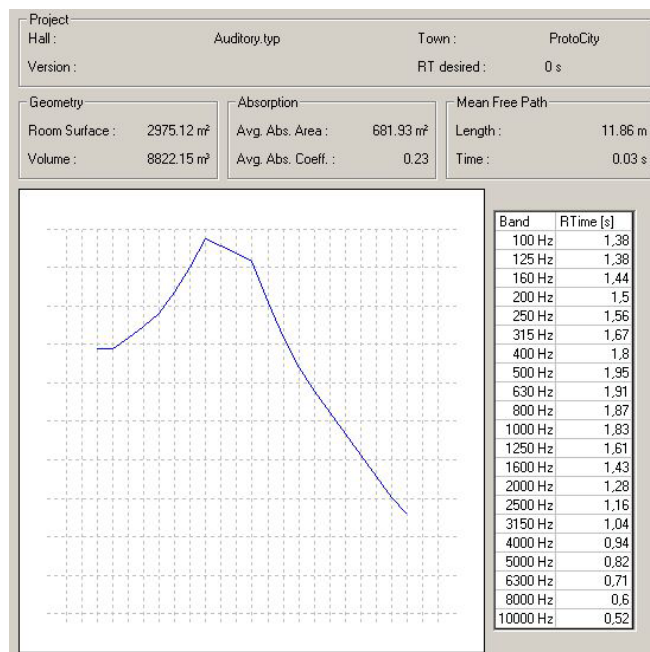 Project
Hall : Auditory.typ Town : ProtoCity
Version : RT desired : 0 s
Geometry Absorption Mean Free Path
Room Surface : 2975.12 m² Avg. Abs. Area : 681.93 m² Length : 11.86 m
Volume : 8822.15 m³ Avg. Abs. Coeff. : 0.23 Time : 0.03 s
Band RTime [s]
100 Hz 1,38
125 Hz 1,38
160 Hz 1,44
200 Hz 1,5
250 Hz 1,56
315 Hz 1,67
400 Hz 1,8
500 Hz 1,95
630 Hz 1,91
800 Hz 1,87
1000 Hz 1,83
1250 Hz 1,61
1600 Hz 1,43
2000 Hz 1,28
2500 Hz 1,16
3150 Hz 1,04
4000 Hz 0,94
5000 Hz 0,82
6300 Hz 0,71
8000 Hz 0,6
10000 Hz 0,52